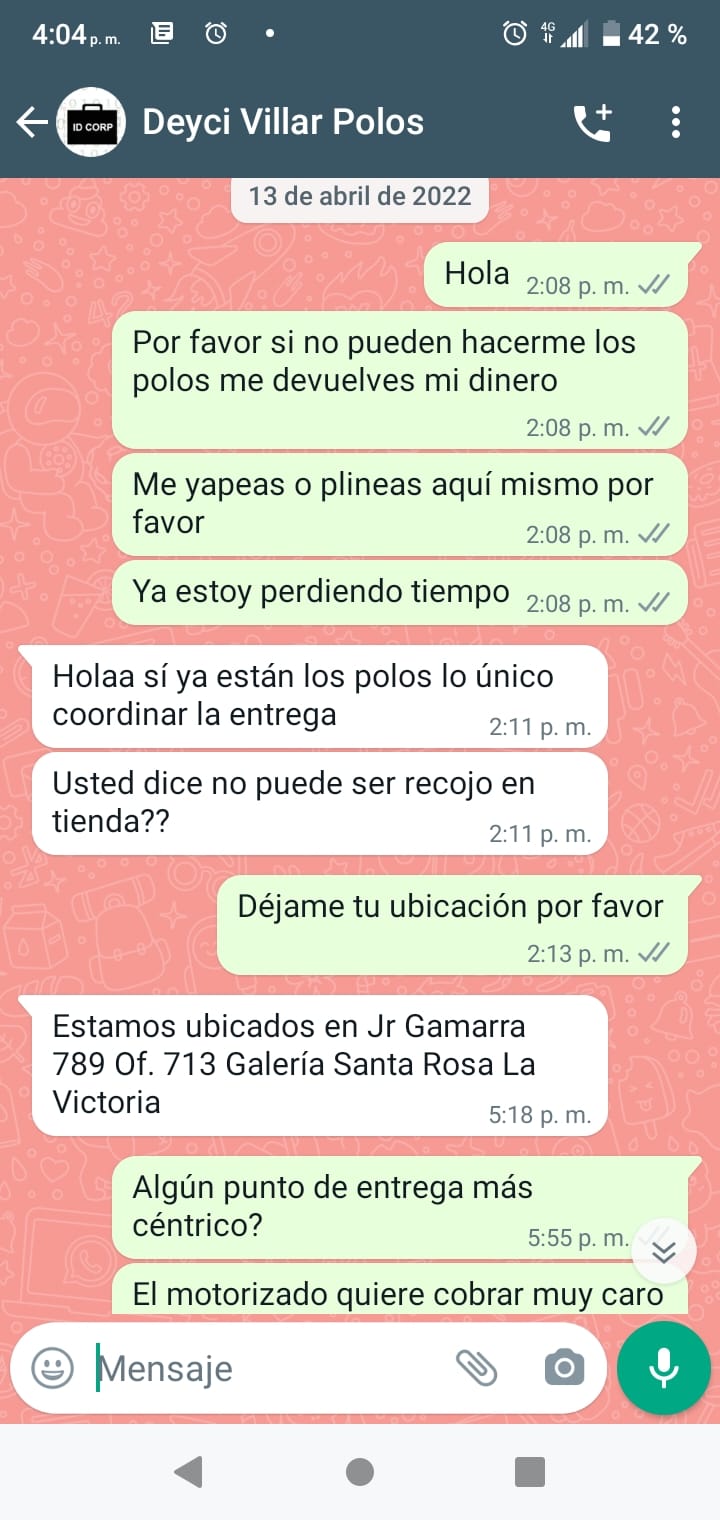 4:04 p. m.
4G
42 %
ID CORP
Deyci Villar Polos
13 de abril de 2022
Hola 2:08 p. m.
Por favor si no pueden hacerme los
polos me devuelves mi dinero
2:08 p. m.
Me yapeas o plineas aquí mismo por
favor
2:08 p. m.
Ya estoy perdiendo tiempo 2:08 p. m.
Holaa sí ya están los polos lo único
coordinar la entrega
2:11 p. m.
Usted dice no puede ser recojo en
tienda??
2:11 p. m.
Déjame tu ubicación por favor
2:13 p. m.
Estamos ubicados en Jr Gamarra
789 Of. 713 Galería Santa Rosa La
Victoria
5:18 p. m.
Algún punto de entrega más
céntrico?
5:55 p. m.
El motorizado quiere cobrar muy caro
Mensaje